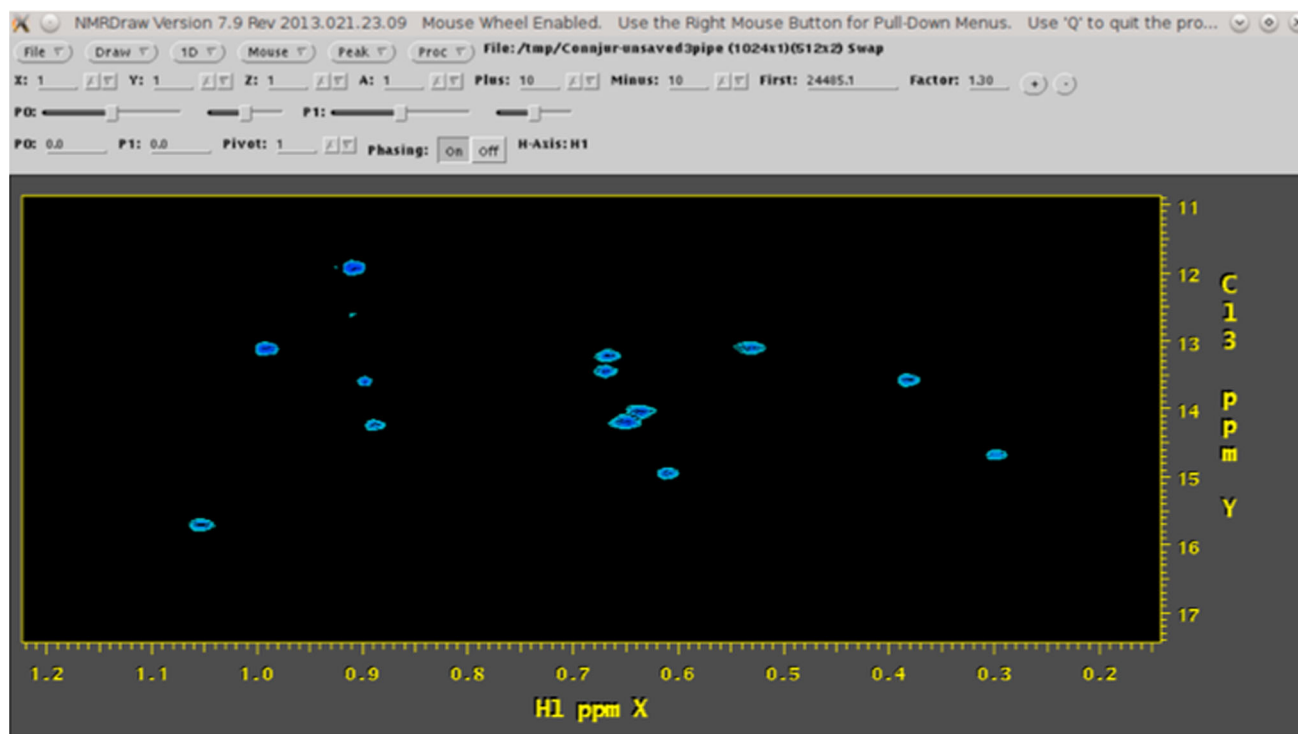 NMRDraw Version 7.9 Rev 2013.021.23.09 Mouse Wheel Enabled. Use the Right Mouse Button for Pull-Down Menus. Use 'Q' to quit the pro...
File Draw 1D Mouse Peak Proc File:/tmp/Connjur-unsaved3pipe (1024x1)(512x2) Swap
X: 1 Y: 1 Z: 1 A: 1 Plus: 10 Minus: 10 First: 24485.1 Factor: 1.30 + -
P0: P1:
P0: 0.0 P1: 0.0 Pivot: 1 Phasing: On Off H-Axis: H1
11
12
13
14
15
16
17
C13 ppm Y
1.2 1.1 1.0 0.9 0.8 0.7 0.6 0.5 0.4 0.3 0.2
H1 ppm X